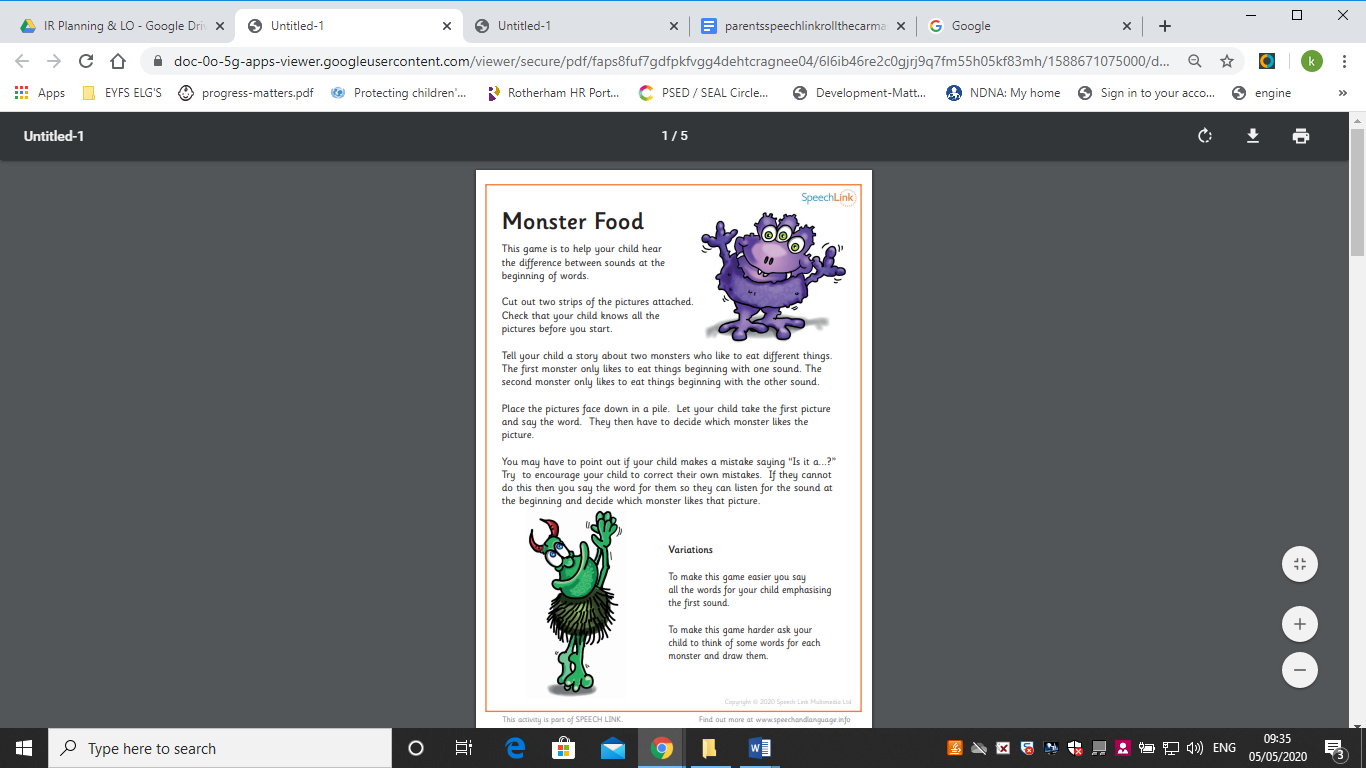 IR Planning & LO - Google Driv
Untitled-1
Untitled-1
parentsspeechlinkrollthecarma
Google
doc-0o-5g-apps-viewer.googleusercontent.com/viewer/secure/pdf/faps8fuf7gdfpkfvgg4dehtcragnee04/6l6ib46re2c0gjrj9q7fm55h05kf83mh/1588671075000/d...
k
Apps
EYFS ELG'S
progress-matters.pdf
Protecting children'...
Rotherham HR Port...
PSED / SEAL Circle...
Development-Matt...
NDNA: My home
Sign in to your acco...
engine
»
Untitled-1
1 / 5
SpeechLink
Monster Food
This game is to help your child hear
the difference between sounds at the
beginning of words.
Cut out two strips of the pictures attached.
Check that your child knows all the
pictures before you start.
Tell your child a story about two monsters who like to eat different things.
The first monster only likes to eat things beginning with one sound. The
second monster only likes to eat things beginning with the other sound.
Place the pictures face down in a pile. Let your child take the first picture
and say the word. They then have to decide which monster likes the
picture.
You may have to point out if your child makes a mistake saying “Is it a...?”
Try to encourage your child to correct their own mistakes. If they cannot
do this then you say the word for them so they can listen for the sound at
the beginning and decide which monster likes that picture.
Variations
To make this game easier you say
all the words for your child emphasising
the first sound.
To make this game harder ask your
child to think of some words for each
monster and draw them.
Copyright © 2020 Speech Link Multimedia Ltd
This activity is part of SPEECH LINK.
Find out more at www.speechandlanguage.info
Type here to search
ENG
09:35
05/05/2020
3